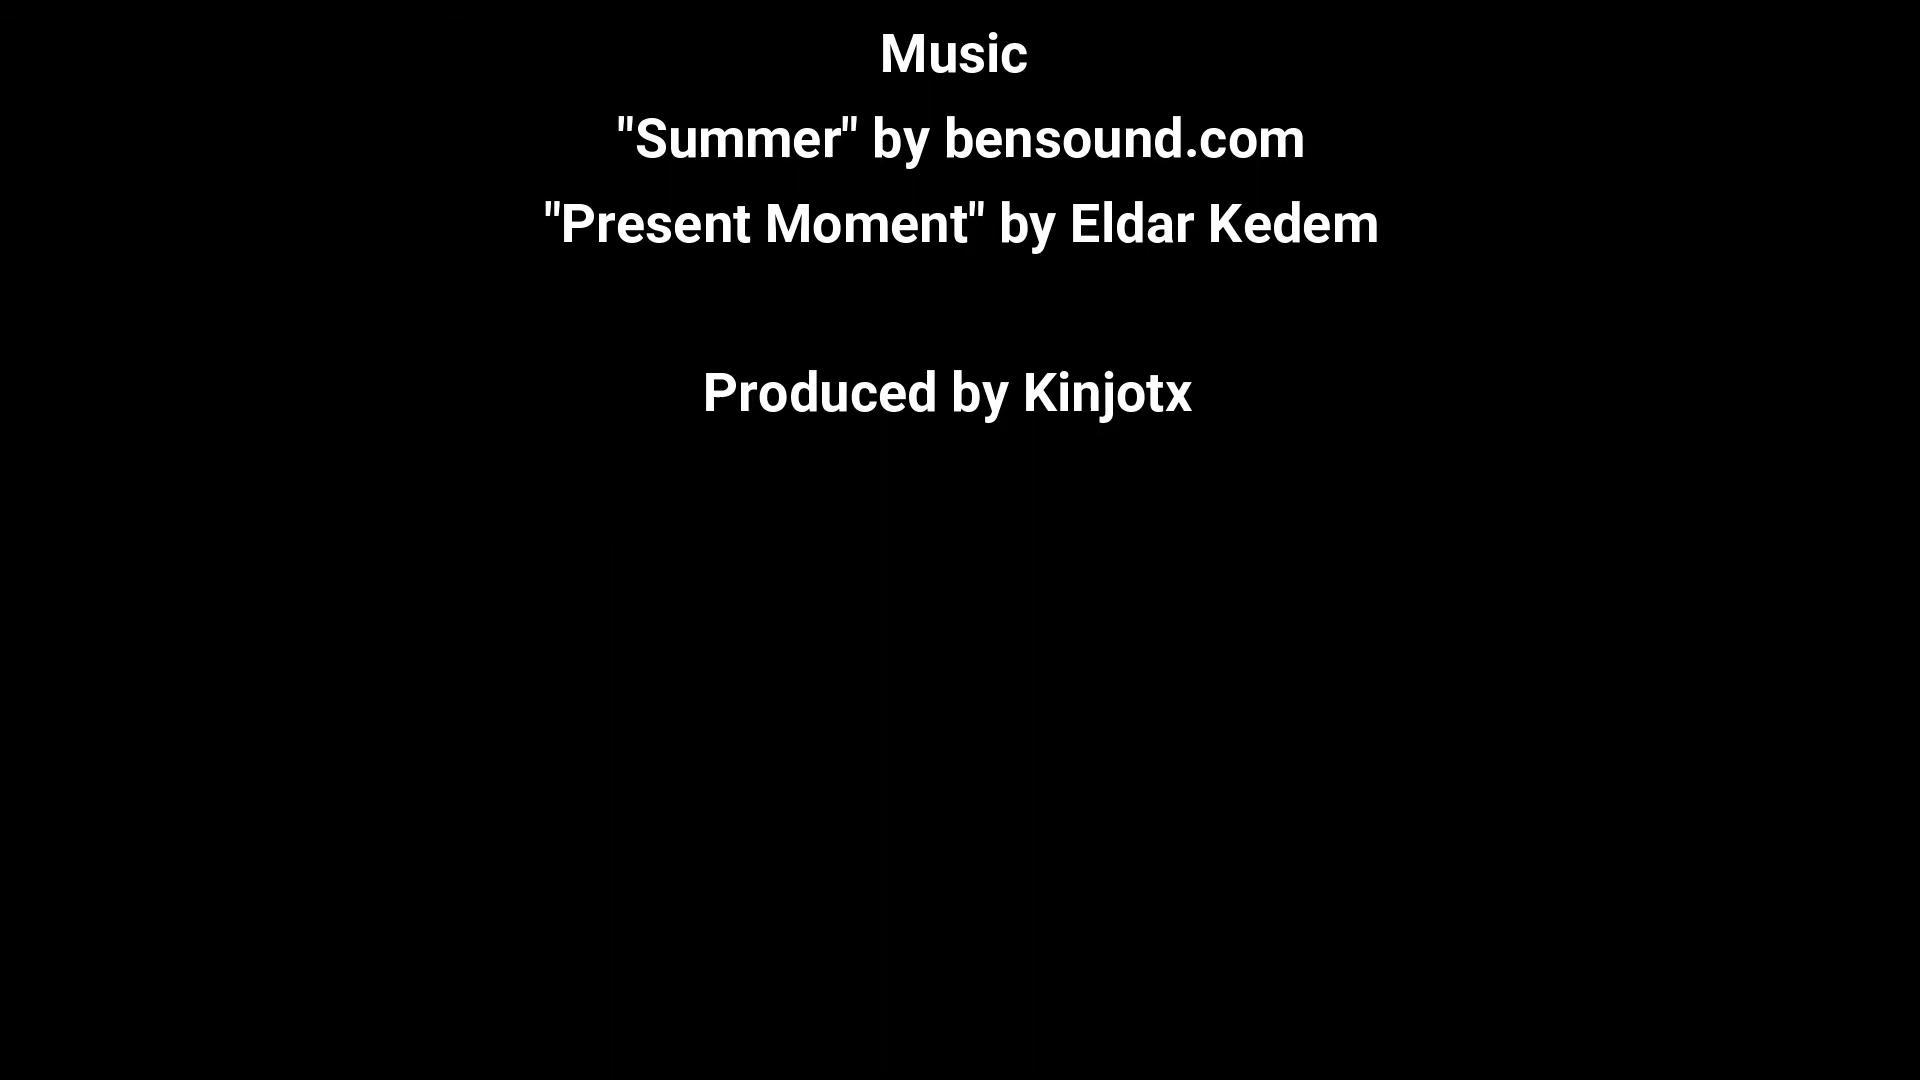 Music
"Summer" by bensound.com
"Present Moment" by Eldar Kedem
Produced by Kinjotx